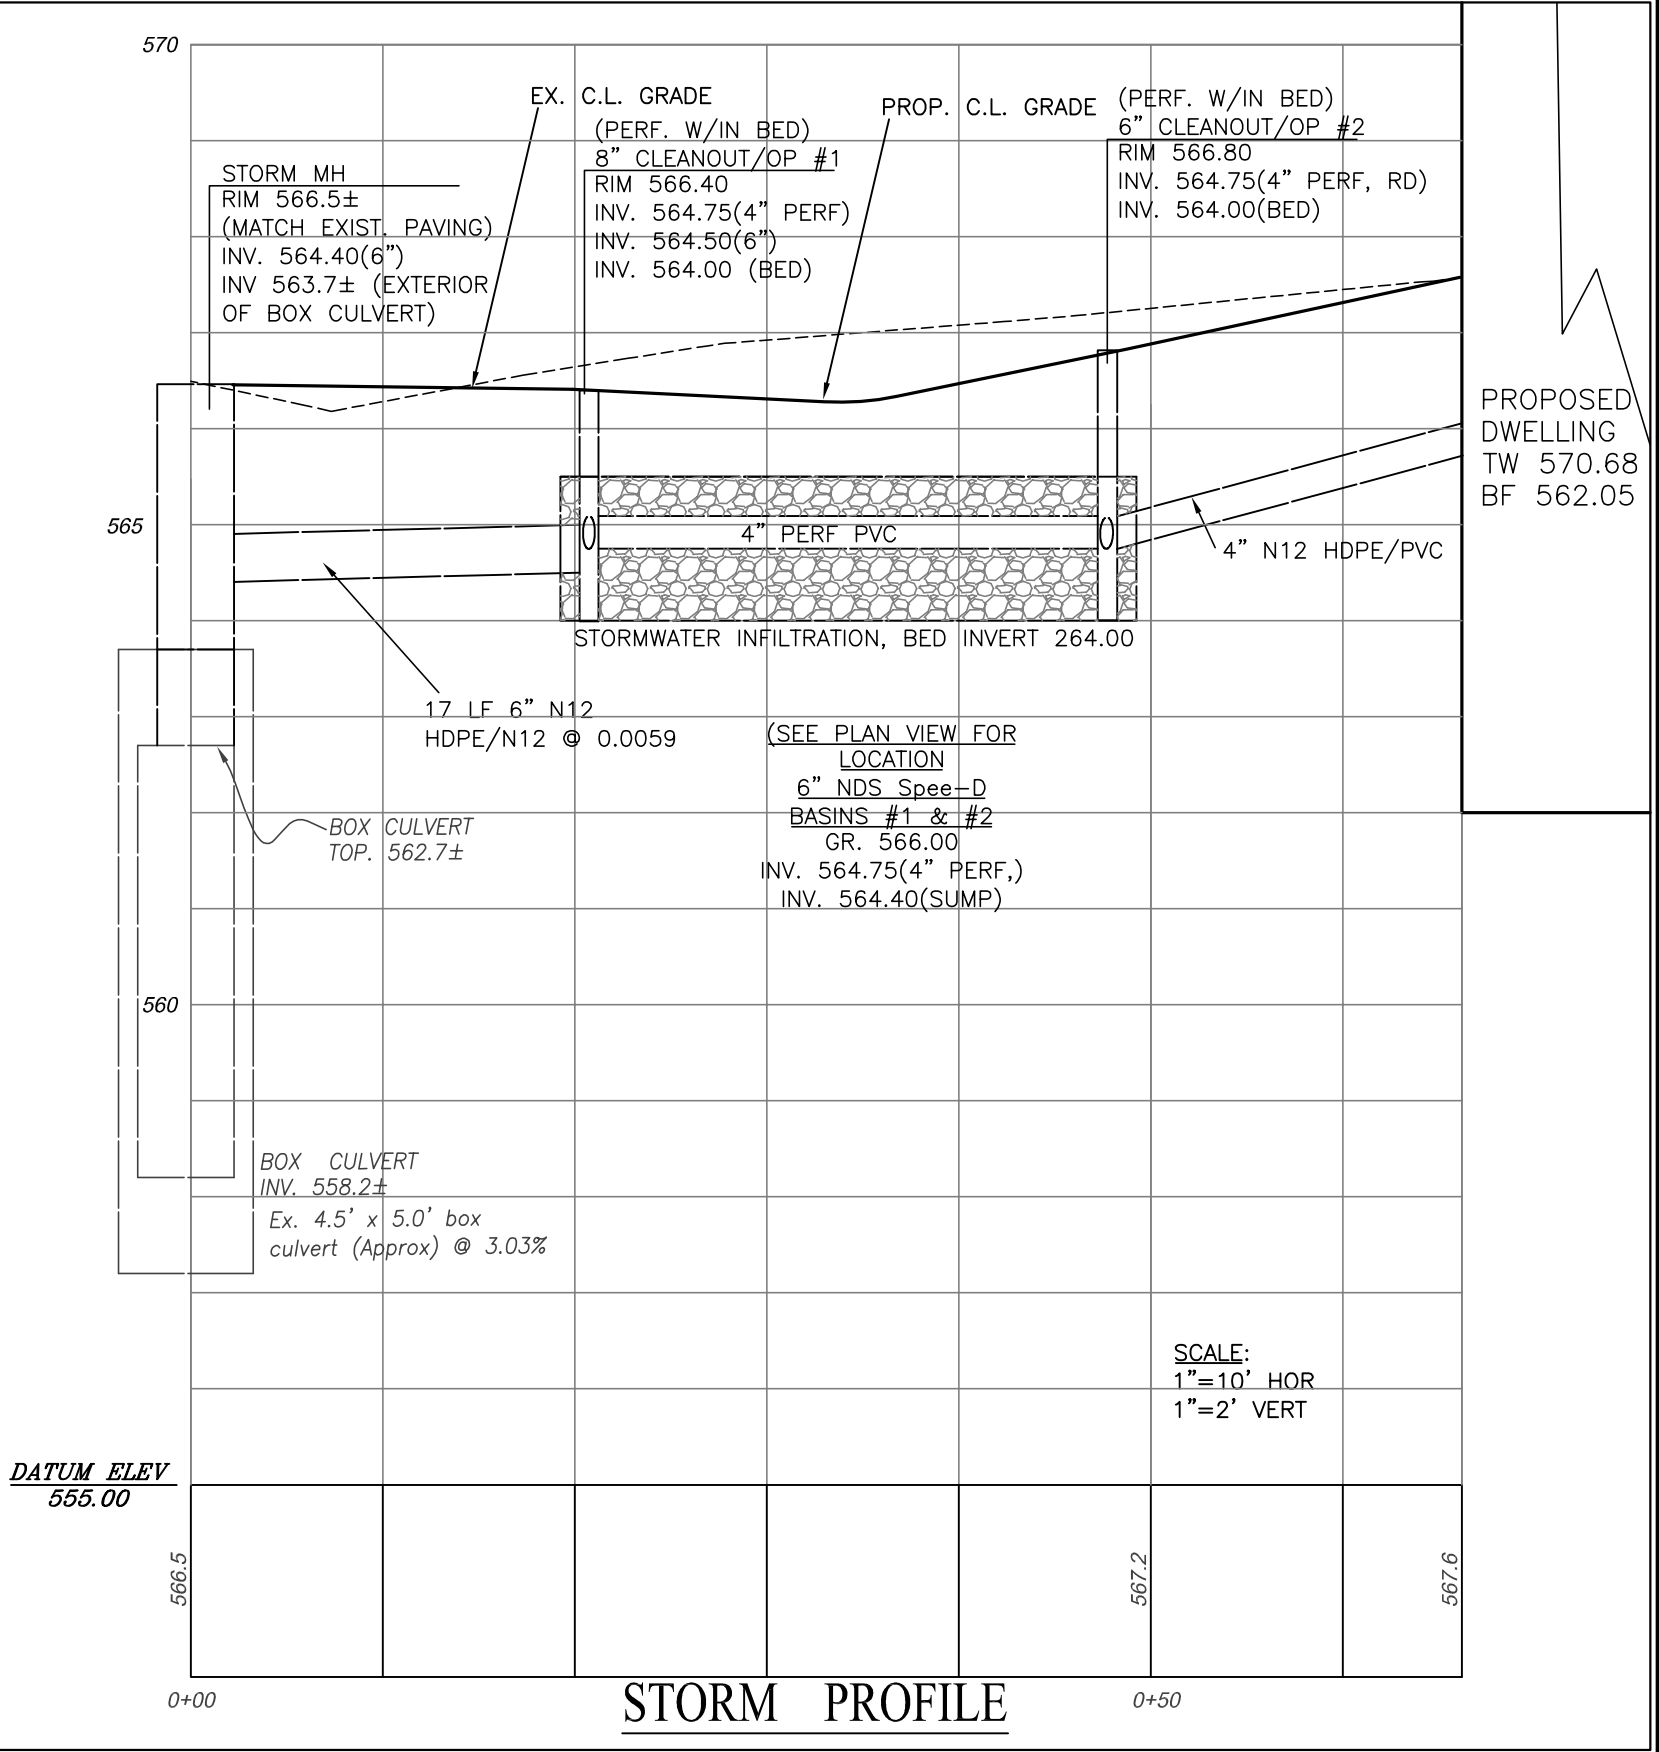 570
EX. C.L. GRADE
(PERF. W/IN BED)
8” CLEANOUT/OP #1
RIM 566.40
INV. 564.75(4” PERF)
INV. 564.50(6”)
INV. 564.00 (BED)
PROP. C.L. GRADE
(PERF. W/IN BED)
6” CLEANOUT/OP #2
RIM 566.80
INV. 564.75(4” PERF, RD)
INV. 564.00(BED)
STORM MH
RIM 566.5±
(MATCH EXIST. PAVING)
INV. 564.40(6”)
INV 563.7± (EXTERIOR
OF BOX CULVERT)
PROPOSED
DWELLING
TW 570.68
BF 562.05
565
4” PERF PVC
4” N12 HDPE/PVC
STORMWATER INFILTRATION, BED INVERT 264.00
17 LF 6” N12
HDPE/N12 @ 0.0059
(SEE PLAN VIEW FOR
LOCATION
6” NDS Spee-D
BASINS #1 & #2
GR. 566.00
INV. 564.75(4” PERF,)
INV. 564.40(SUMP)
BOX CULVERT
TOP. 562.7±
560
BOX CULVERT
INV. 558.2±
Ex. 4.5’ x 5.0’ box
culvert (Approx) @ 3.03%
SCALE:
1”=10’ HOR
1”=2’ VERT
DATUM ELEV
555.00
566.5
567.2
567.6
0+00
0+50
STORM PROFILE